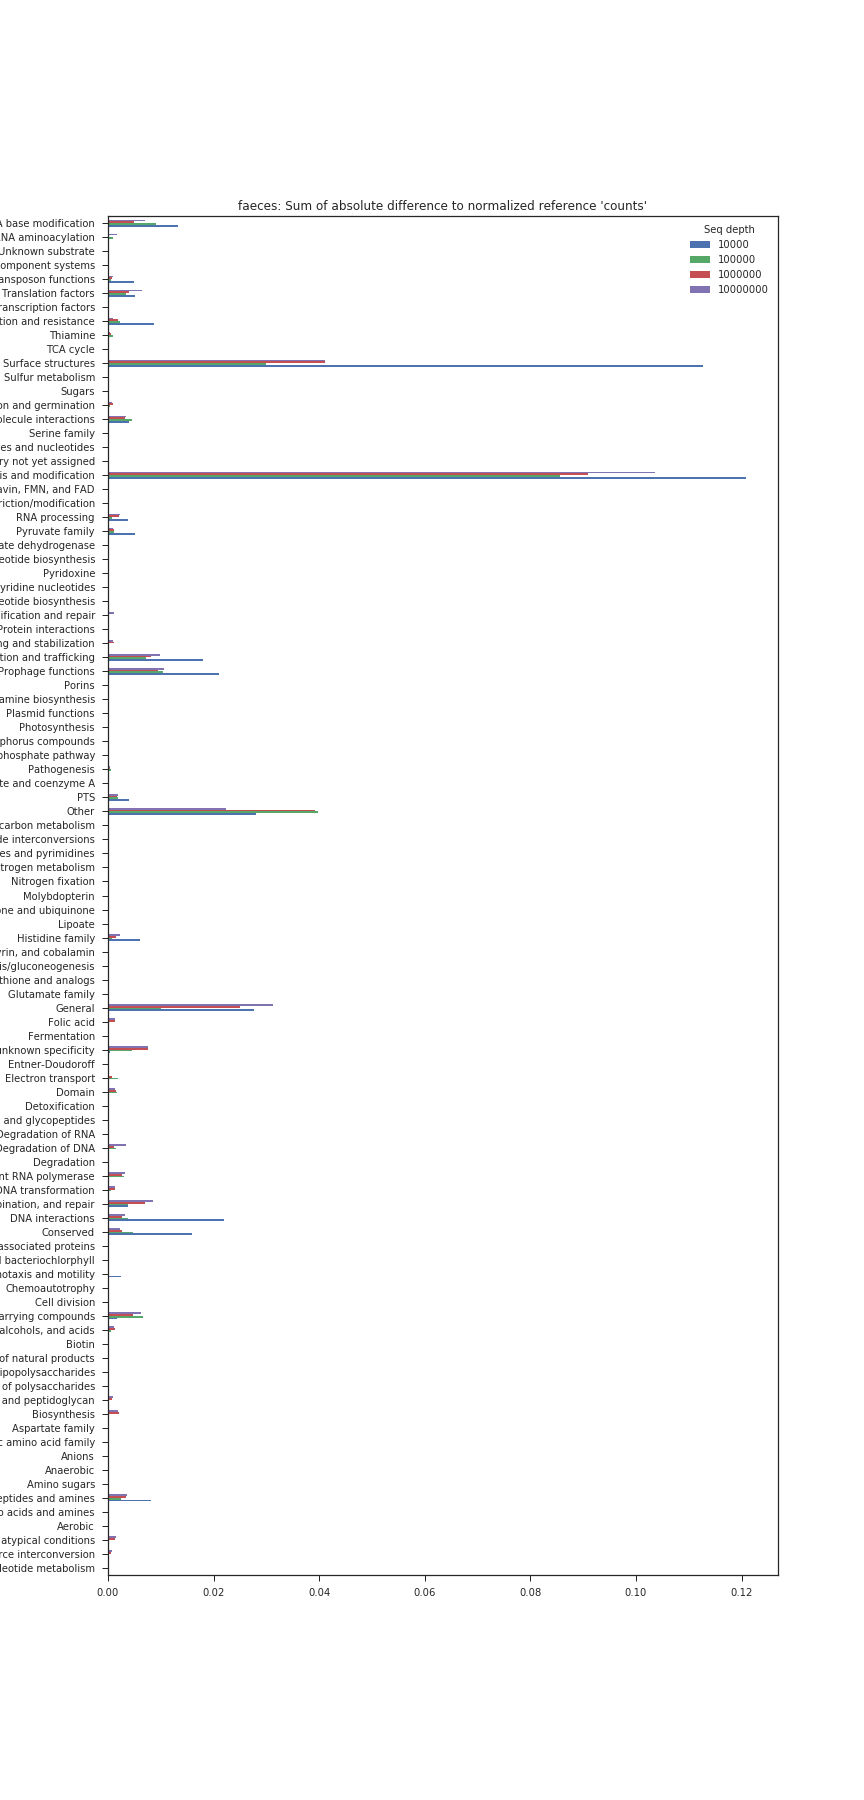 faeces: Sum of absolute difference to normalized reference 'counts'
Seq depth
10000
100000
1000000
10000000
A base modification
NA aminoacylation
Unknown substrate
omponent systems
ansposon functions
Translation factors
ranscription factors
tion and resistance
Thiamine
TCA cycle
Surface structures
Sulfur metabolism
Sugars
on and germination
olecule interactions
Serine family
es and nucleotides
ry not yet assigned
is and modification
avin, FMN, and FAD
riction/modification
RNA processing
Pyruvate family
ate dehydrogenase
eotide biosynthesis
Pyridoxine
yridine nucleotides
eotide biosynthesis
ification and repair
Protein interactions
ng and stabilization
tion and trafficking
Prophage functions
Porins
amine biosynthesis
Plasmid functions
Photosynthesis
phorus compounds
phosphate pathway
Pathogenesis
te and coenzyme A
PTS
Other
carbon metabolism
de interconversions
es and pyrimidines
trogen metabolism
Nitrogen fixation
Molybdopterin
one and ubiquinone
Lipoate
Histidine family
yrin, and cobalamin
is/gluconeogenesis
thione and analogs
Glutamate family
General
Folic acid
Fermentation
unknown specificity
Entner-Doudoroff
Electron transport
Domain
Detoxification
and glycopeptides
Degradation of RNA
Degradation of DNA
Degradation
nt RNA polymerase
DNA transformation
bination, and repair
DNA interactions
Conserved
associated proteins
l bacteriochlorphyll
notaxis and motility
Chemoautotrophy
Cell division
arrying compounds
alcohols, and acids
Biotin
of natural products
ipopolysaccharides
of polysaccharides
and peptidoglycan
Biosynthesis
Aspartate family
c amino acid family
Anions
Anaerobic
Amino sugars
eptides and amines
o acids and amines
Aerobic
atypical conditions
rce interconversion
leotide metabolism
0.00 0.02 0.04 0.06 0.08 0.10 0.12